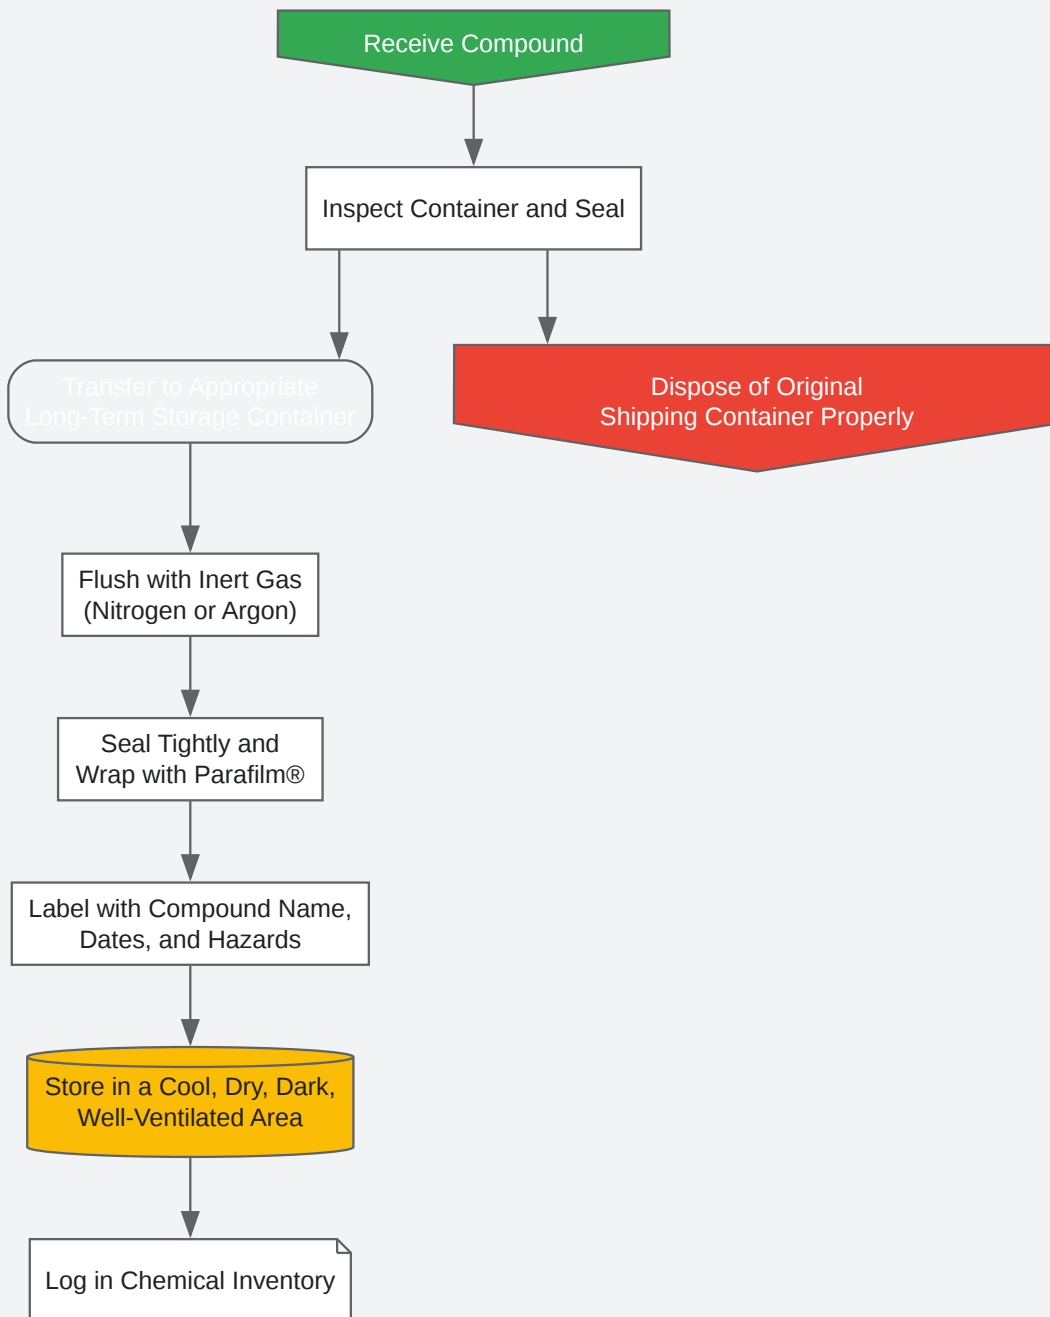 Receive Compound
Inspect Container and Seal
Transfer to Appropriate
Long-Term Storage Container
Dispose of Original
Shipping Container Properly
Flush with Inert Gas
(Nitrogen or Argon)
Seal Tightly and
Wrap with Parafilm®
Label with Compound Name,
Dates, and Hazards
Store in a Cool, Dry, Dark,
Well-Ventilated Area
Log in Chemical Inventory